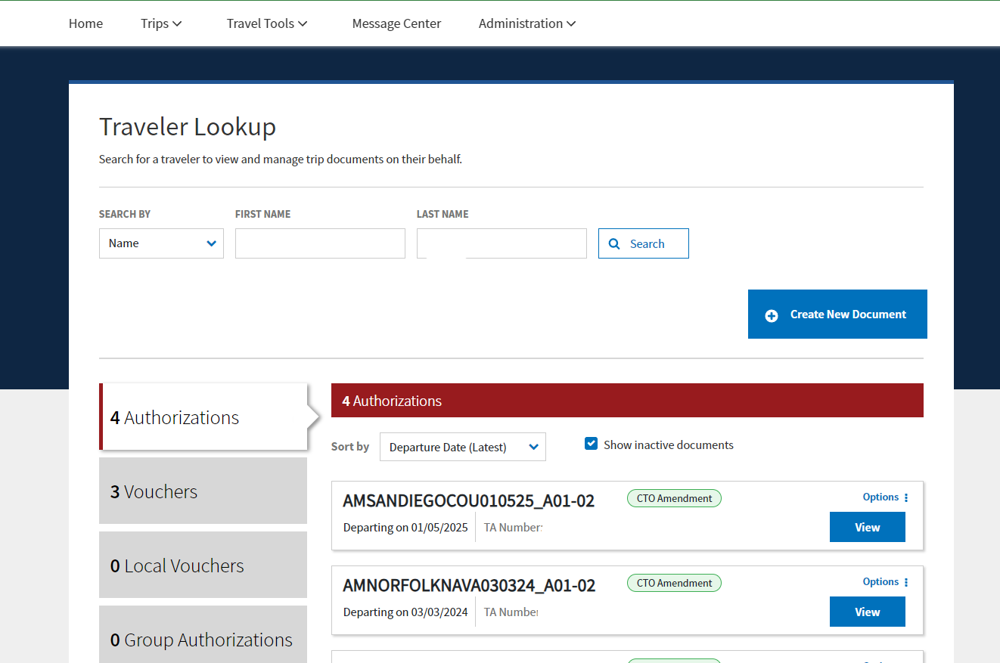 Home Trips Travel Tools Message Center Administration
Traveler Lookup
Search for a traveler to view and manage trip documents on their behalf.
SEARCH BY FIRST NAME LAST NAME
Name Search
Create New Document
4 Authorizations
3 Vouchers
0 Local Vouchers
0 Group Authorizations
4 Authorizations
Sort by Departure Date (Latest) Show inactive documents
AMSANDIEGOCOU010525_A01-02 CTO Amendment Options
Departing on 01/05/2025 TA Number: View
AMNORFOLKNAVA030324_A01-02 CTO Amendment Options
Departing on 03/03/2024 TA Number View